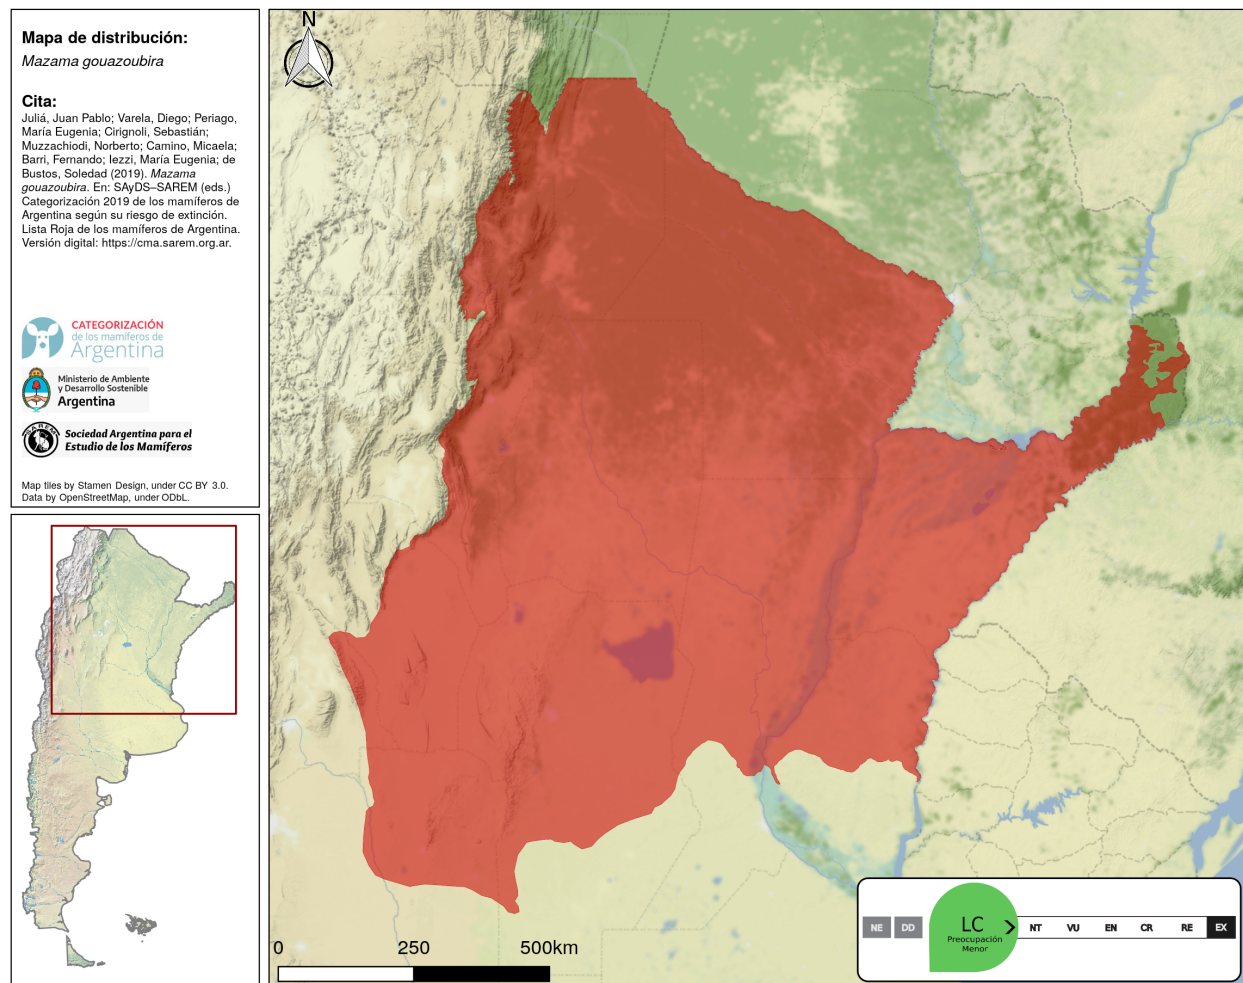 Mapa de distribución:
Mazama gouazoubira
Cita:
Juliá, Juan Pablo; Varela, Diego; Periago,
María Eugenia; Cirignoli, Sebastián;
Muzzachiodi, Norberto; Camino, Micaela;
Barri, Fernando; Iezzi, María Eugenia; de
Bustos, Soledad (2019). Mazama
gouazoubira. En: SAyDS–SAREM (eds.)
Categorización 2019 de los mamíferos de
Argentina según su riesgo de extinción.
Lista Roja de los mamíferos de Argentina.
Versión digital: https://cma.sarem.org.ar.
CATEGORIZACIÓN
de los mamíferos de
Argentina
Ministerio de Ambiente
y Desarrollo Sostenible
Argentina
SAREM
Sociedad Argentina para el
Estudio de los Mamíferos
Map tiles by Stamen Design, under CC BY 3.0.
Data by OpenStreetMap, under ODbL.
N
0 250 500km
NE DD LC NT VU EN CR RE EX
Preocupación
Menor